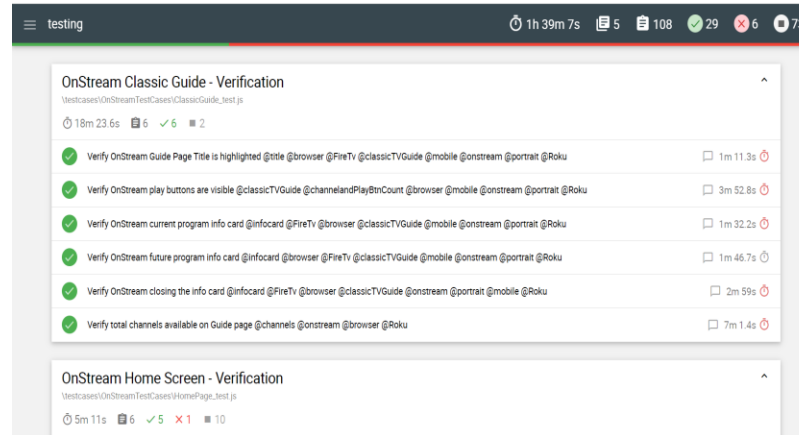 testing
1h 39m 7s 5 108 29 6
OnStream Classic Guide - Verification
\testcases\OnStreamTestCases\ClassicGuide_test.js
18m 23.6s 6 6 2
Verify OnStream Guide Page Title is highlighted @title @browser @FireTv @classicTVGuide @mobile @onstream @portrait @Roku 1m 11.3s
Verify OnStream play buttons are visible @classicTVGuide @channelandPlayBtnCount @browser @mobile @onstream @portrait @Roku 3m 52.8s
Verify OnStream current program info card @infocard @FireTv @browser @classicTVGuide @mobile @onstream @portrait @Roku 1m 32.2s
Verify OnStream future program info card @infocard @browser @FireTv @classicTVGuide @mobile @onstream @portrait @Roku 1m 46.7s
Verify OnStream closing the info card @infocard @FireTv @browser @classicTVGuide @onstream @portrait @mobile @Roku 2m 59s
Verify total channels available on Guide page @channels @onstream @browser @Roku 7m 1.4s
OnStream Home Screen - Verification
\testcases\OnStreamTestCases\HomePage_test.js
5m 11s 6 5 1 10